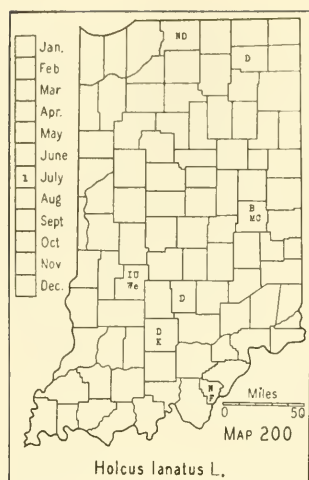 Jan.
Feb
Mar
Apr.
May
June
1 July
Aug
Sept
Oct
Nov
Dec.
ND
D
B
MC
IU
We
D
D
K
Miles
0 50
MAP 200
Holcus lanatus L.